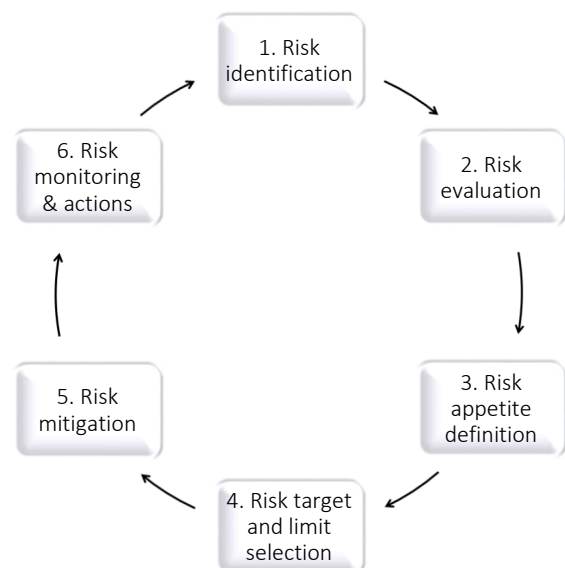 1. Risk
identification
2. Risk
evaluation
3. Risk
appetite
definition
4. Risk target
and limit
selection
5. Risk
mitigation
6. Risk
monitoring
& actions